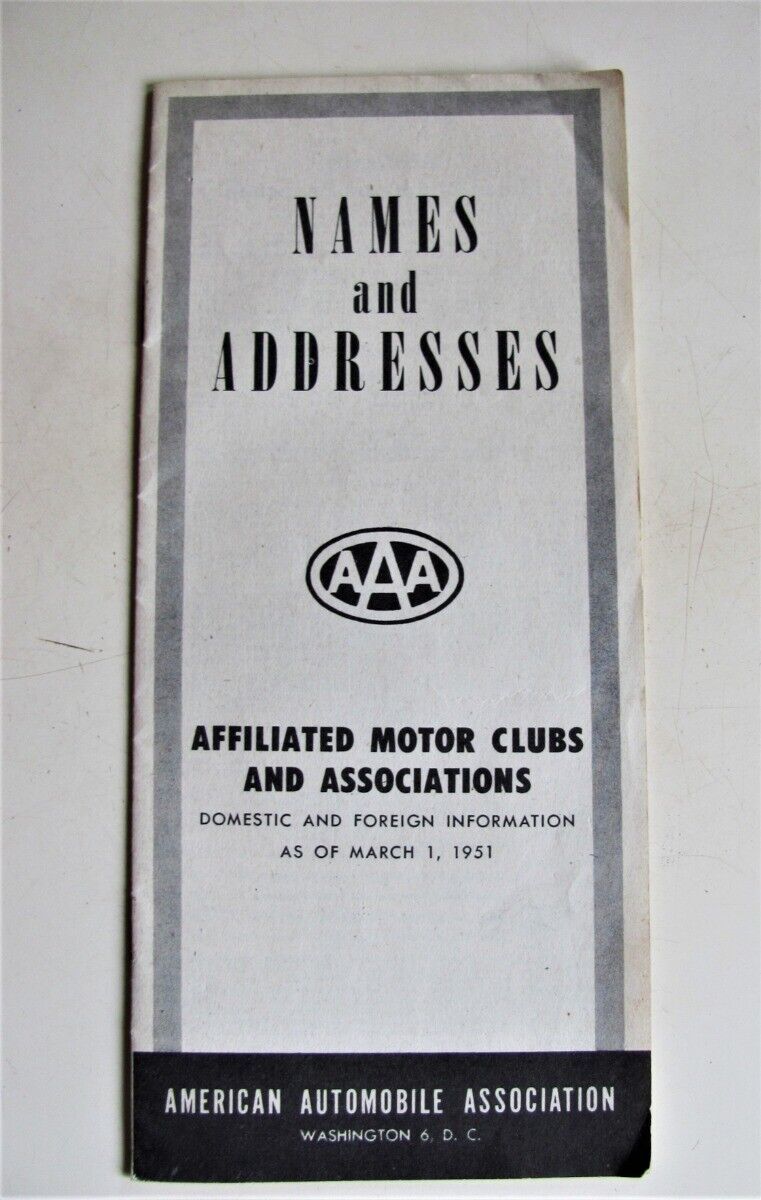 NAMES
and
ADDRESSES
AAA
AFFILIATED MOTOR CLUBS
AND ASSOCIATIONS
DOMESTIC AND FOREIGN INFORMATION
AS OF MARCH 1, 1951
AMERICAN AUTOMOBILE ASSOCIATION
WASHINGTON 6, D. C.